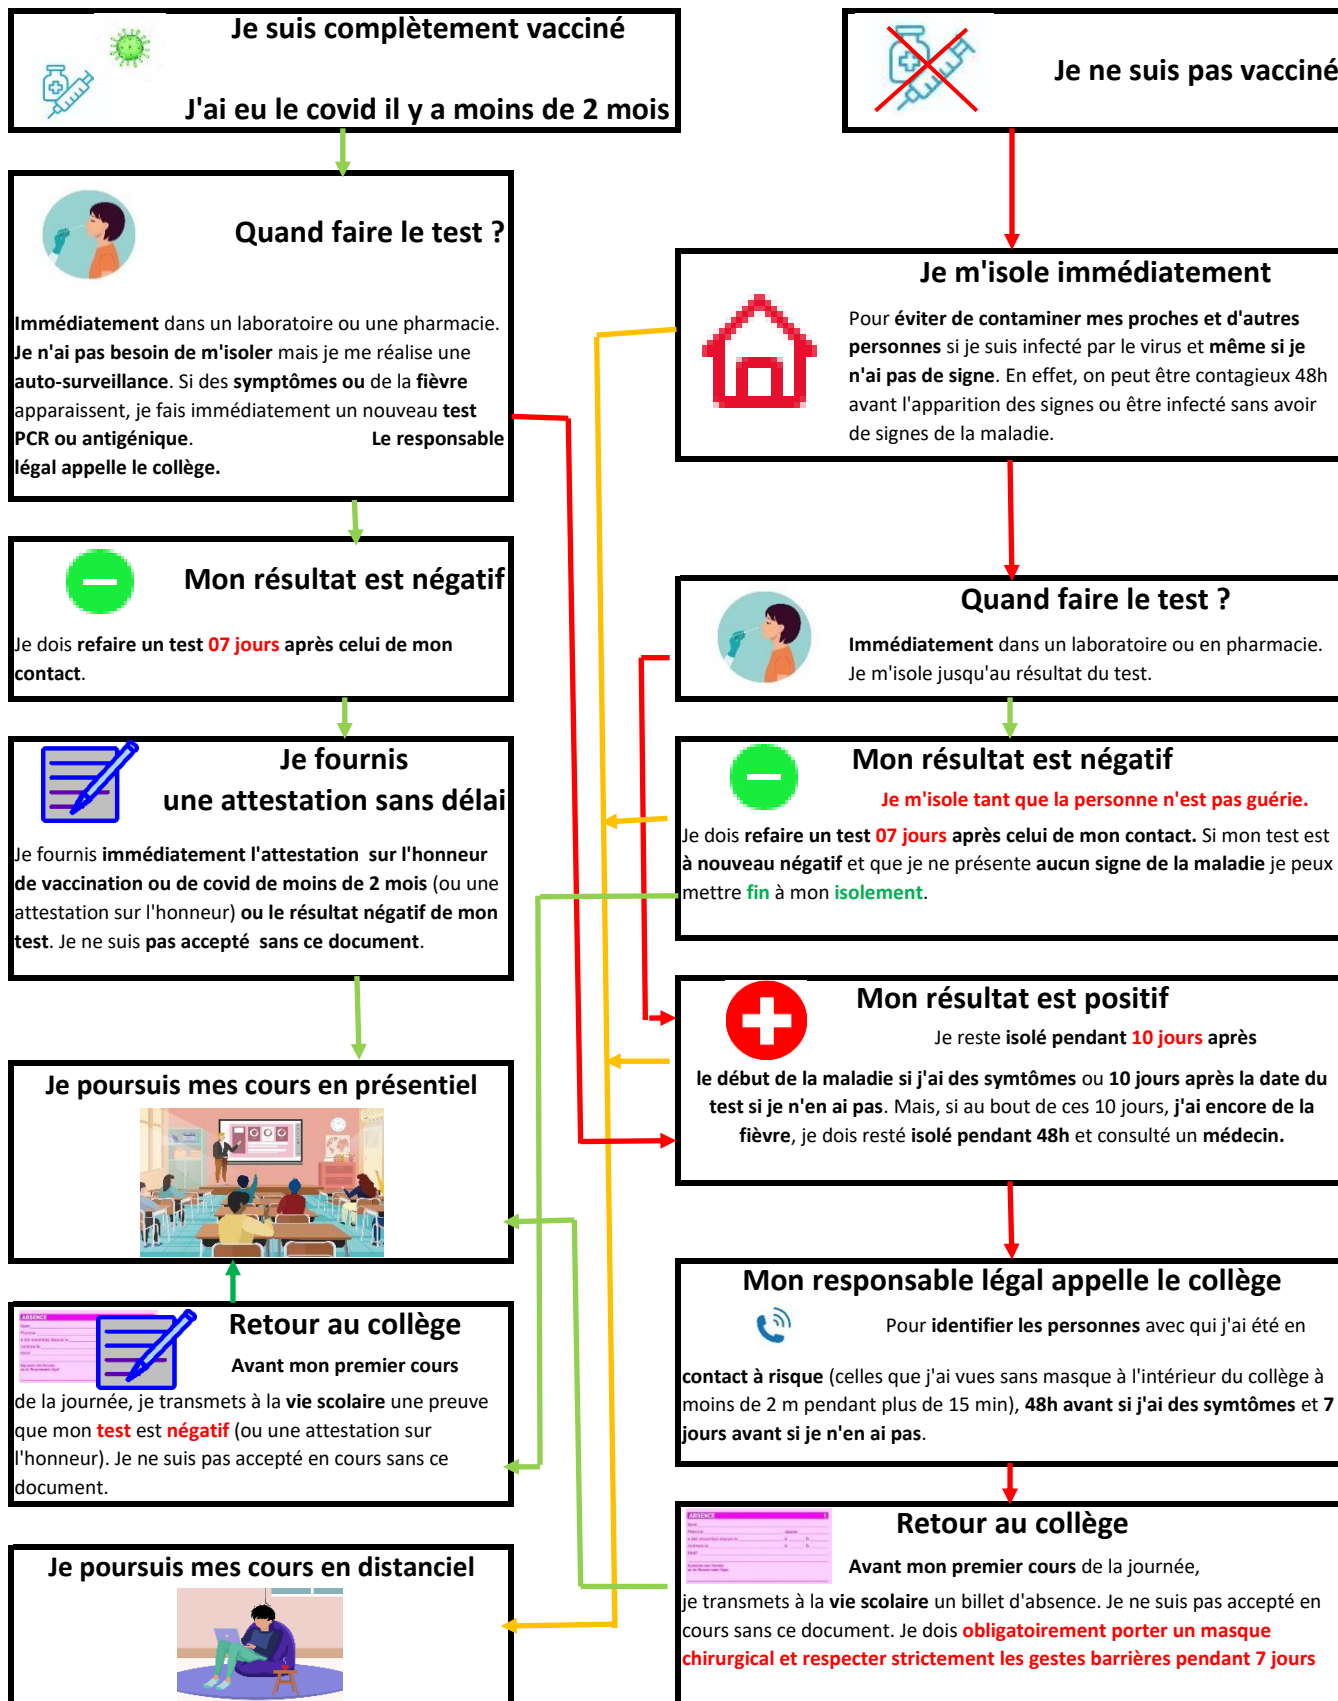 Je suis complètement vacciné
J'ai eu le covid il y a moins de 2 mois
Je ne suis pas vacciné
Quand faire le test ?
Immédiatement dans un laboratoire ou une pharmacie.
Je n'ai pas besoin de m'isoler mais je me réalise une
auto-surveillance. Si des symptômes ou de la fièvre
apparaissent, je fais immédiatement un nouveau test
PCR ou antigénique. Le responsable
légal appelle le collège.
Je m'isole immédiatement
Pour éviter de contaminer mes proches et d'autres
personnes si je suis infecté par le virus et même si je
n'ai pas de signe. En effet, on peut être contagieux 48h
avant l'apparition des signes ou être infecté sans avoir
de signes de la maladie.
Mon résultat est négatif
Je dois refaire un test 07 jours après celui de mon
contact.
Quand faire le test ?
Immédiatement dans un laboratoire ou en pharmacie.
Je m'isole jusqu'au résultat du test.
Je fournis
une attestation sans délai
Je fournis immédiatement l'attestation sur l'honneur
de vaccination ou de covid de moins de 2 mois (ou une
attestation sur l'honneur) ou le résultat négatif de mon
test. Je ne suis pas accepté sans ce document.
Mon résultat est négatif
Je m'isole tant que la personne n'est pas guérie.
Je dois refaire un test 07 jours après celui de mon contact. Si mon test est
à nouveau négatif et que je ne présente aucun signe de la maladie je peux
mettre fin à mon isolement.
Mon résultat est positif
Je reste isolé pendant 10 jours après
le début de la maladie si j'ai des symtômes ou 10 jours après la date du
test si je n'en ai pas. Mais, si au bout de ces 10 jours, j'ai encore de la
fièvre, je dois resté isolé pendant 48h et consulté un médecin.
Je poursuis mes cours en présentiel
Mon responsable légal appelle le collège
Pour identifier les personnes avec qui j'ai été en
contact à risque (celles que j'ai vues sans masque à l'intérieur du collège à
moins de 2 m pendant plus de 15 min), 48h avant si j'ai des symtômes et 7
jours avant si je n'en ai pas.
ABSENCE
Retour au collège
Avant mon premier cours
de la journée, je transmets à la vie scolaire une preuve
que mon test est négatif (ou une attestation sur
l'honneur). Je ne suis pas accepté en cours sans ce
document.
ABSENCE
Retour au collège
Avant mon premier cours de la journée,
je transmets à la vie scolaire un billet d'absence. Je ne suis pas accepté en
cours sans ce document. Je dois obligatoirement porter un masque
chirurgical et respecter strictement les gestes barrières pendant 7 jours
Je poursuis mes cours en distanciel